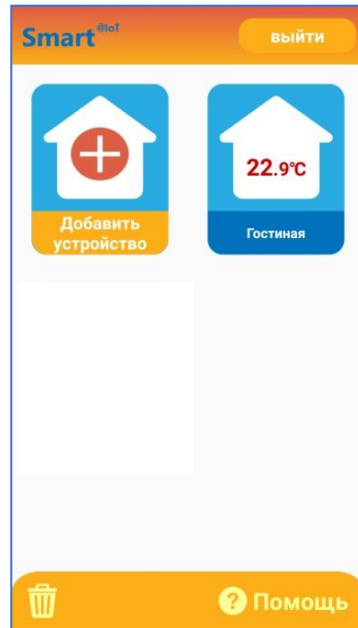 Smart @IoT
выйти
22.9℃
Добавить
устройство
Гостиная
? Помощь